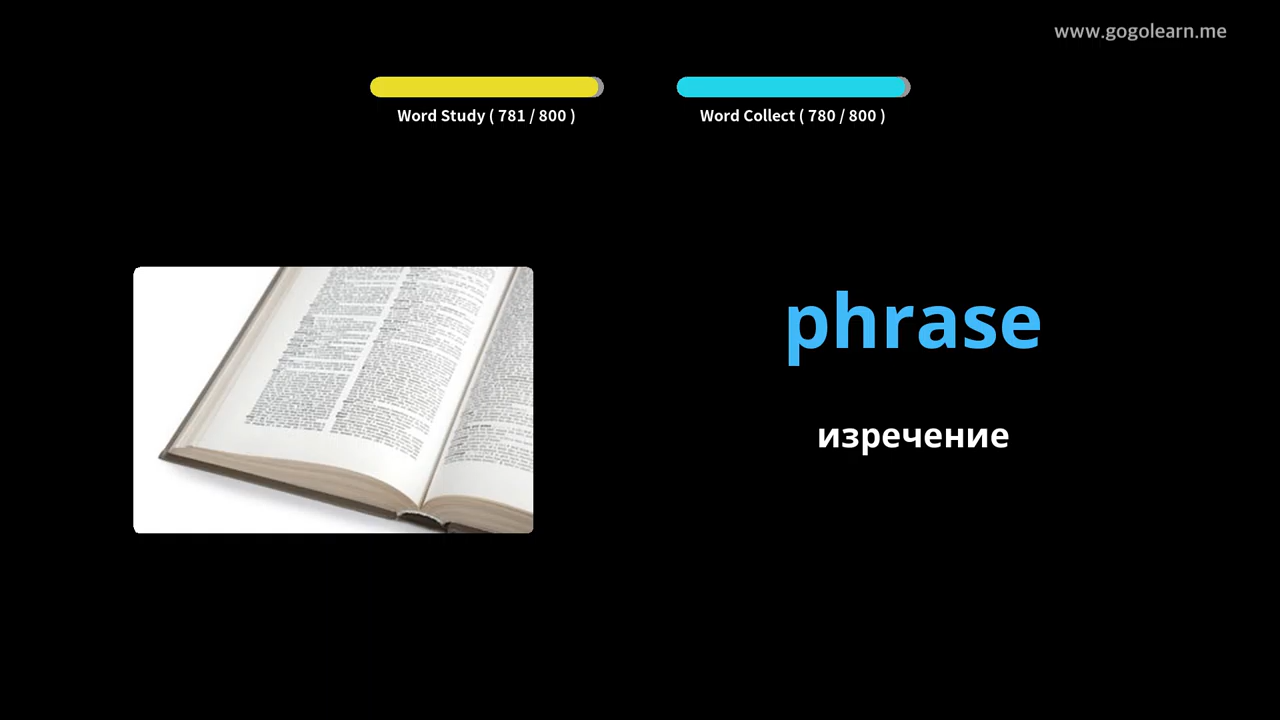 www.gogolearn.me
Word Study ( 781 / 800 )
Word Collect ( 780 / 800 )
phrase
изречение